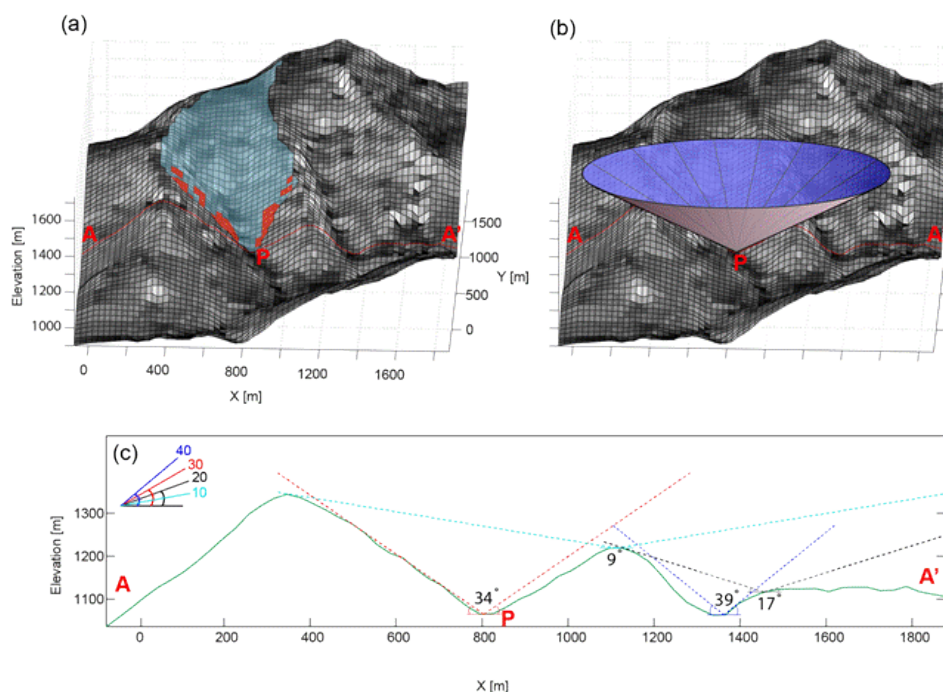 (a)
(b)
A
A'
P
Elevation [m]
1600
1400
1200
1000
1500
1000
500
0
Y [m]
0
400
800
1200
1600
X [m]
A
A
P
(c)
40
30
20
10
Elevation [m]
1300
1200
1100
A
34°
P
9°
39°
17°
A'
0
200
400
600
800
1000
1200
1400
1600
1800
X [m]